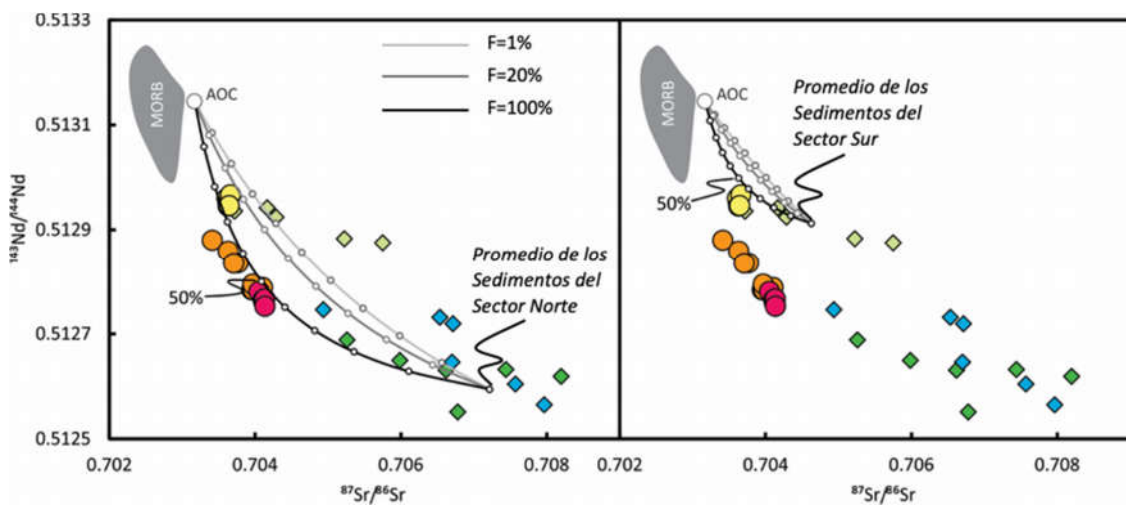 0.5133
0.5131
0.5129
0.5127
0.5125
¹⁴³Nd/¹⁴⁴Nd
MORB
AOC
F=1%
F=20%
F=100%
50%
Promedio de los
Sedimentos del
Sector Norte
0.702
0.704
0.706
0.708
⁸⁷Sr/⁸⁶Sr
MORB
AOC
Promedio de los
Sedimentos del
Sector Sur
50%
0.702
0.704
0.706
0.708
⁸⁷Sr/⁸⁶Sr